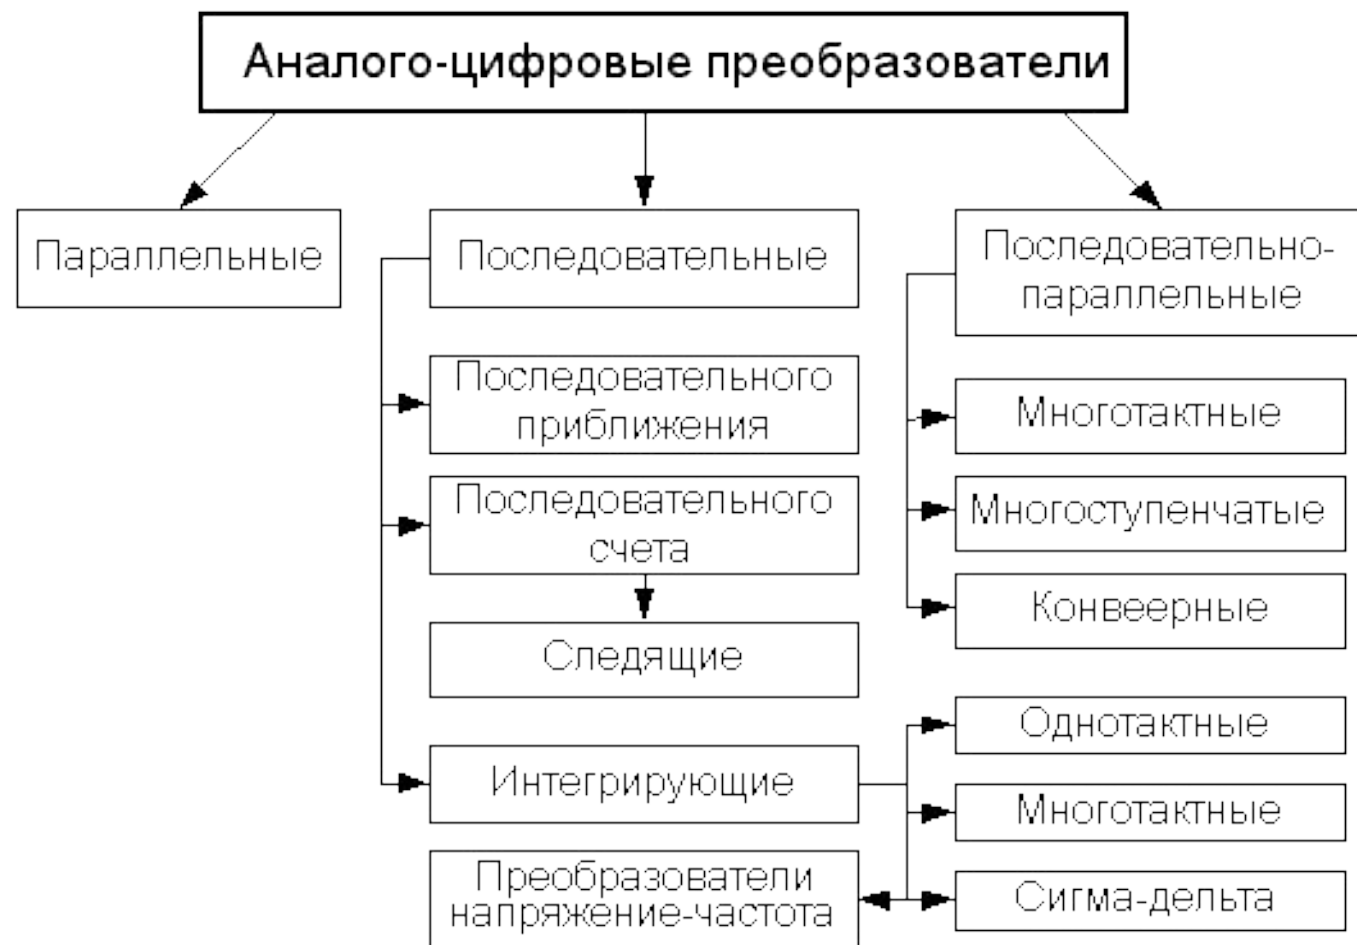 Аналого-цифровые преобразователи
Параллельные
Последовательные
Последовательно-
параллельные
Последовательного
приближения
Последовательного
счета
Следящие
Интегрирующие
Преобразователи
напряжение-частота
Многотактные
Многоступенчатые
Конвеерные
Однотактные
Многотактные
Сигма-дельта